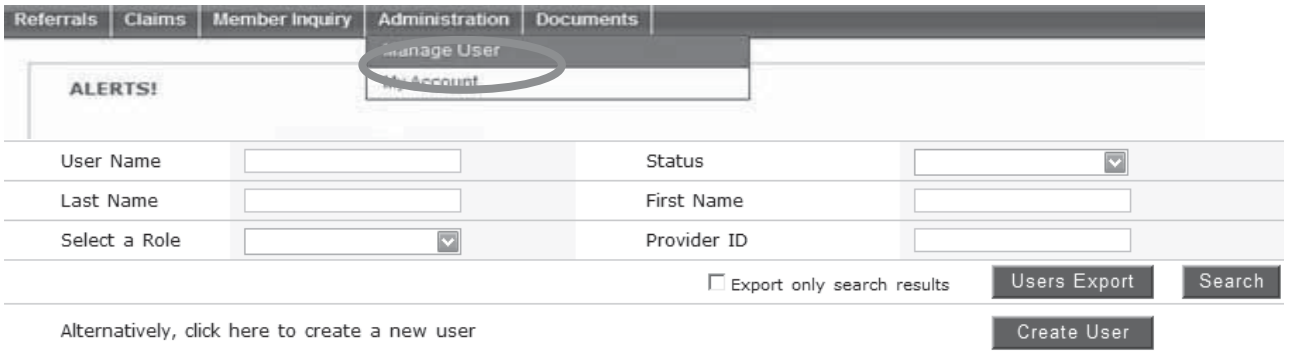 Referrals Claims Member Inquiry Administration Documents
Manage User
My Account
ALERTS!
User Name Status
Last Name First Name
Select a Role Provider ID
Export only search results Users Export Search
Alternatively, click here to create a new user Create User